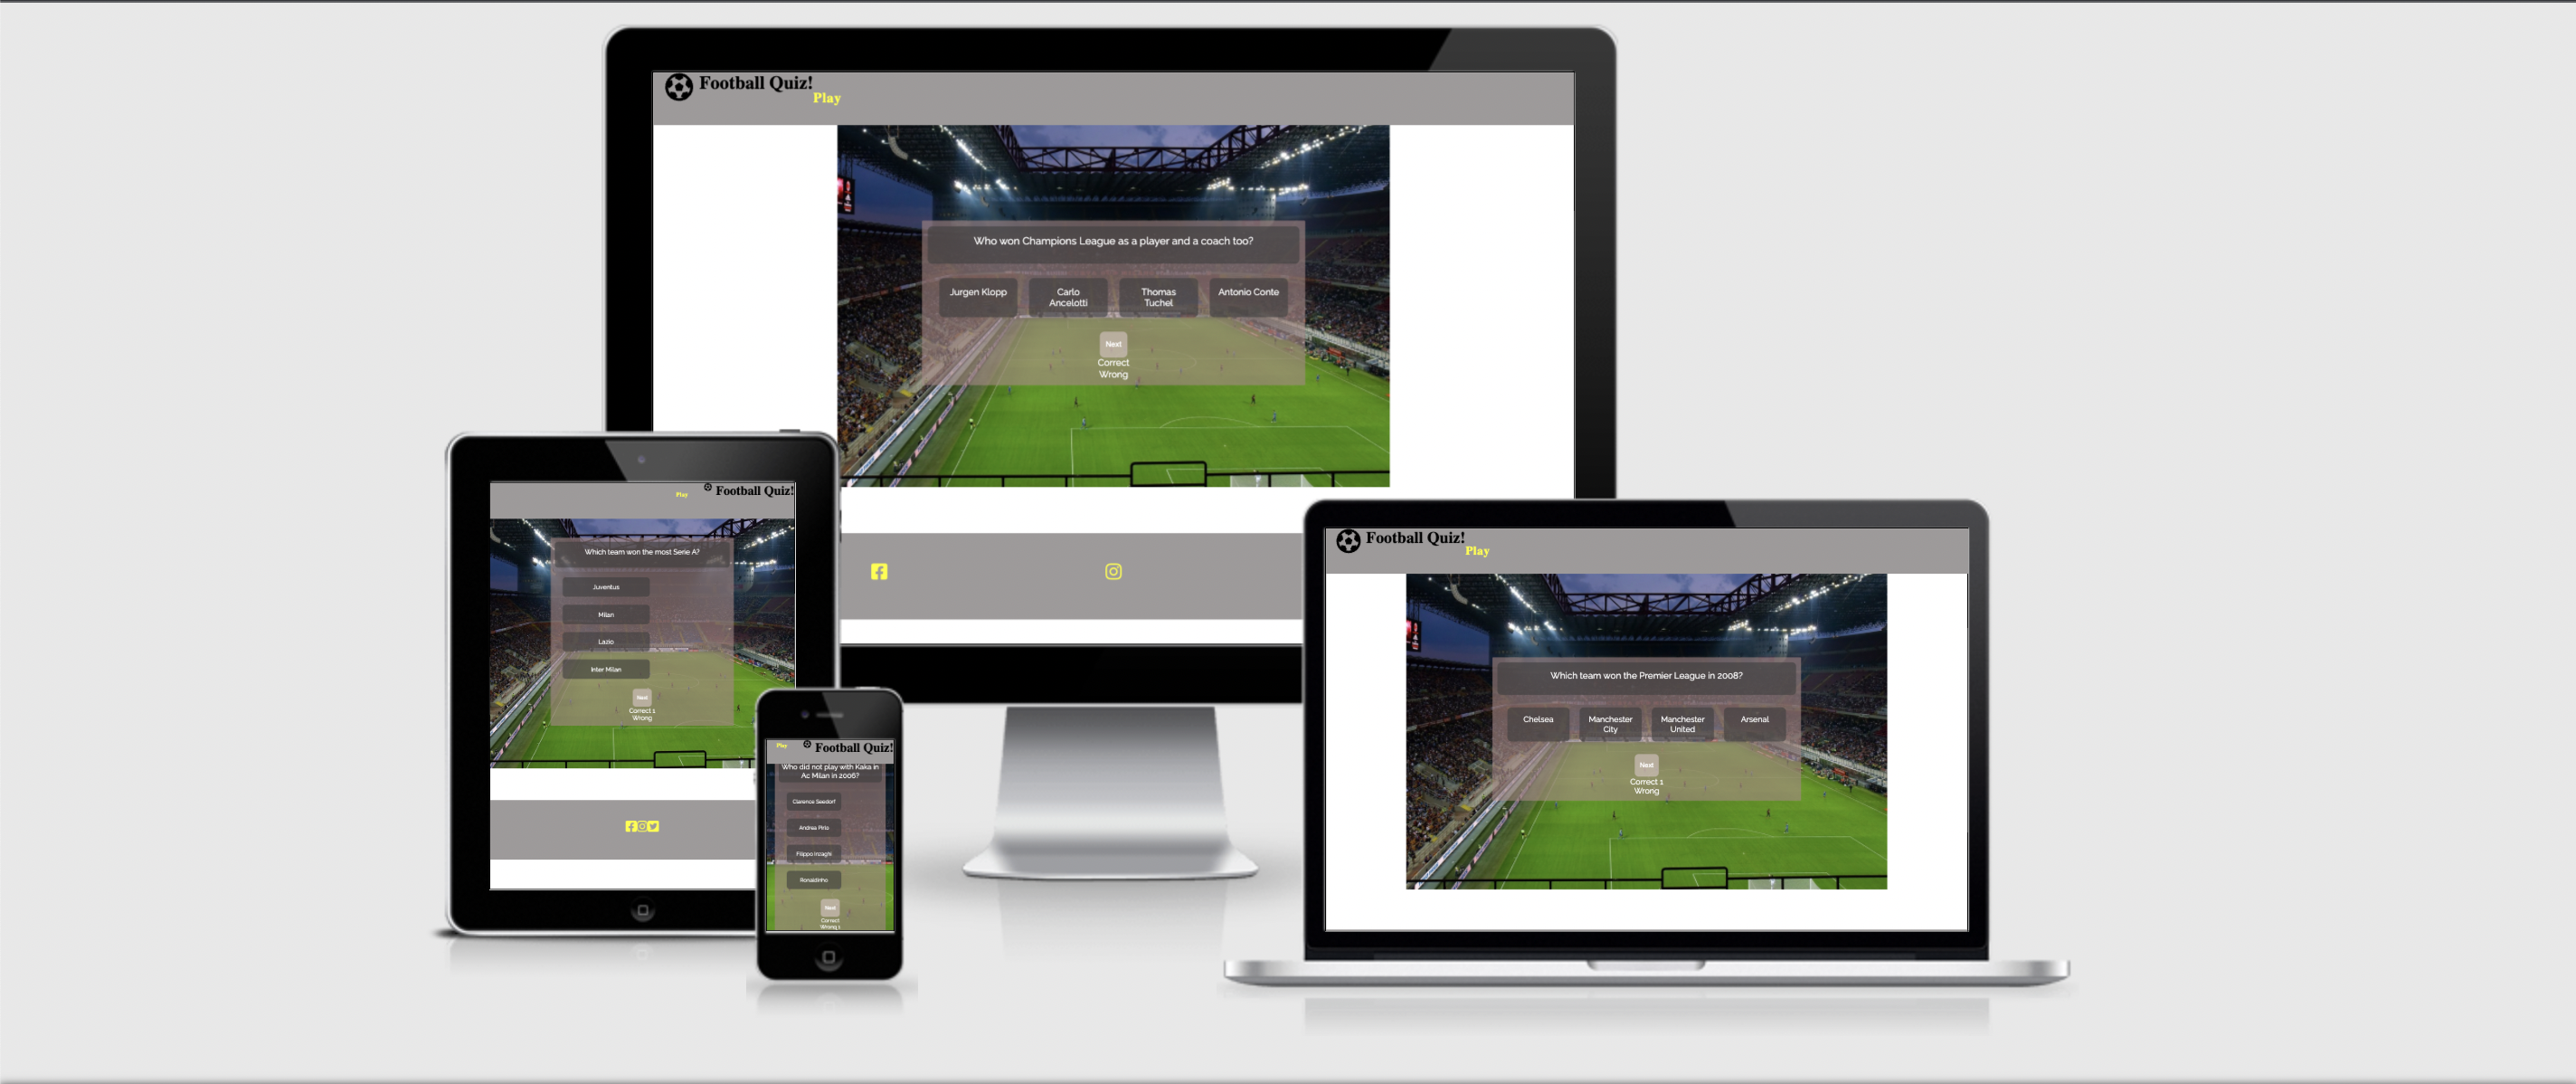 Football Quiz!
Play
Who won Champions League as a player and a coach too?
Jurgen Klopp
Carlo
Ancelotti
Thomas
Tuchel
Antonio Conte
Next
Correct
Wrong
Play
Football Quiz!
Which team won the most Serie A?
Juventus
Milan
Lazio
Inter Milan
Next
Correct 1
Wrong
Play
Football Quiz!
Who did not play with Kaka in
Ac Milan in 2006?
Clarence Seedorf
Andrea Pirlo
Filippo Inzaghi
Ronaldinho
Next
Correct
Wrong 1
Football Quiz!
Play
Which team won the Premier League in 2008?
Chelsea
Manchester
City
Manchester
United
Arsenal
Next
Correct 1
Wrong